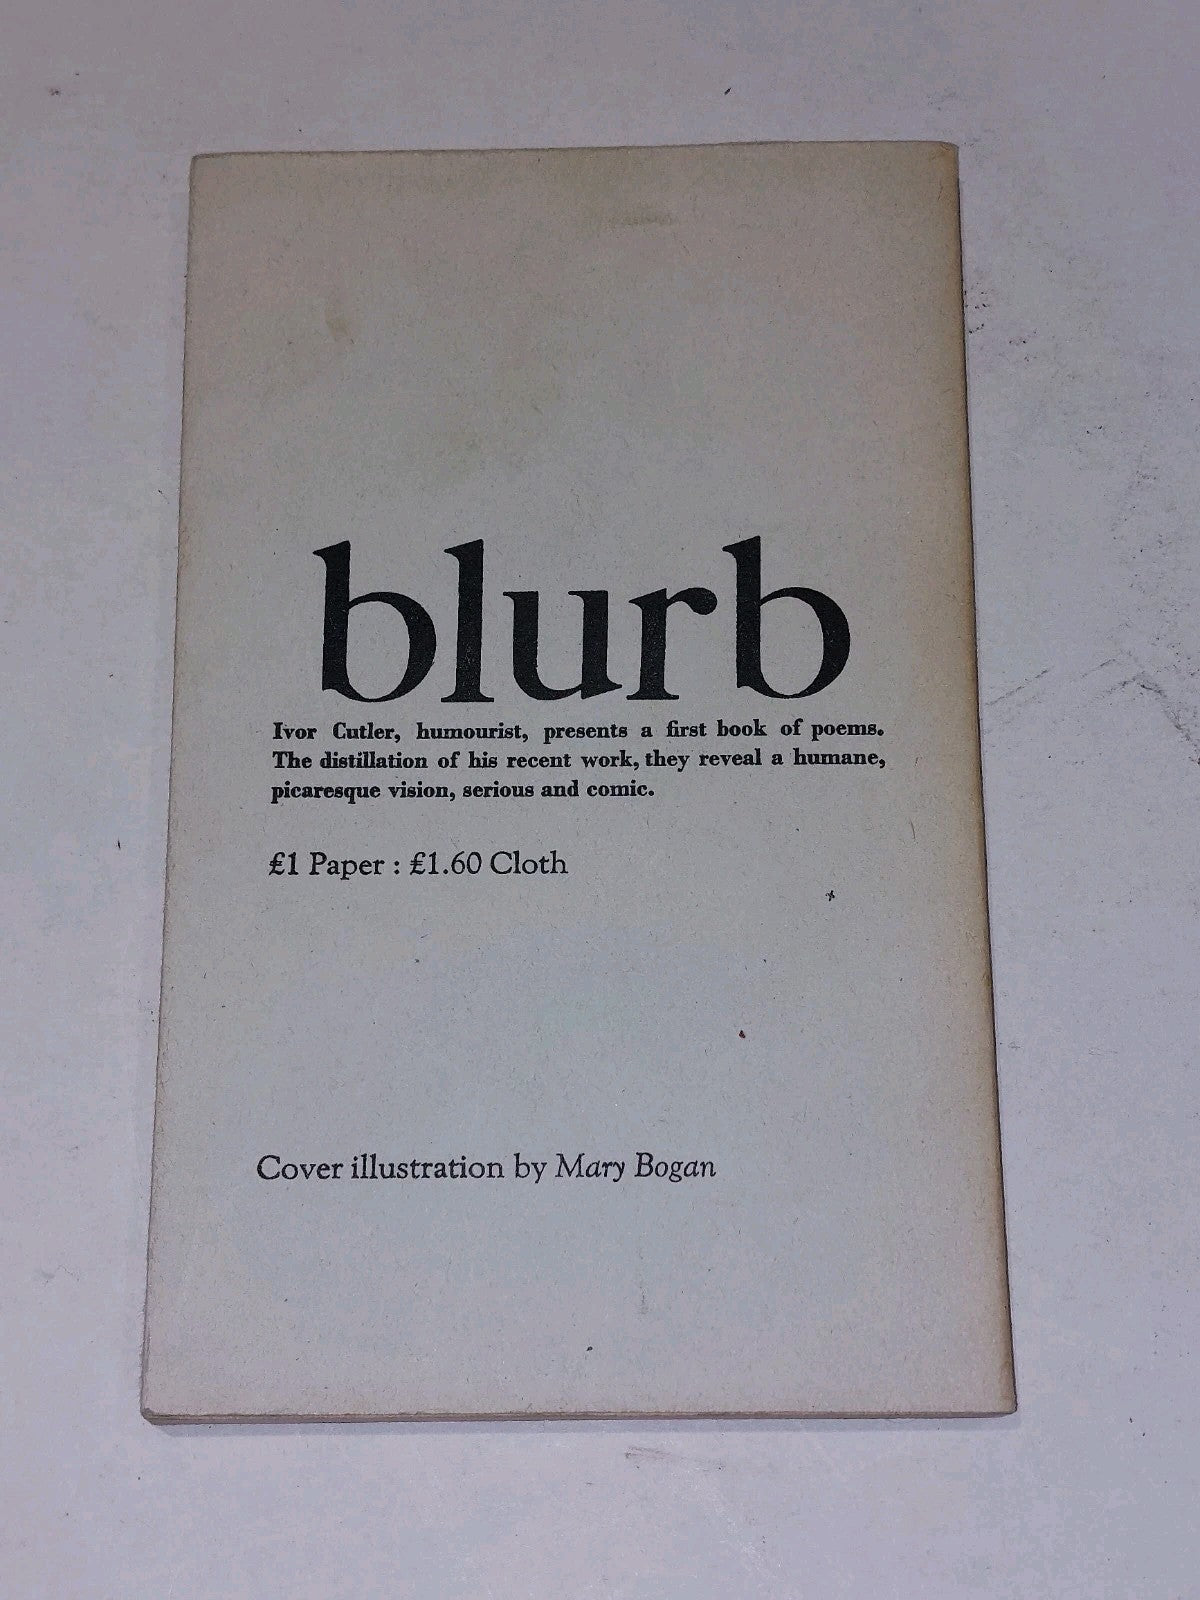 blurb
Ivor Cutler, humourist, presents a first book of poems.
The distillation of his recent work, they reveal a humane,
picaresque vision, serious and comic.
£1 Paper : £1.60 Cloth
Cover illustration by Mary Bogan